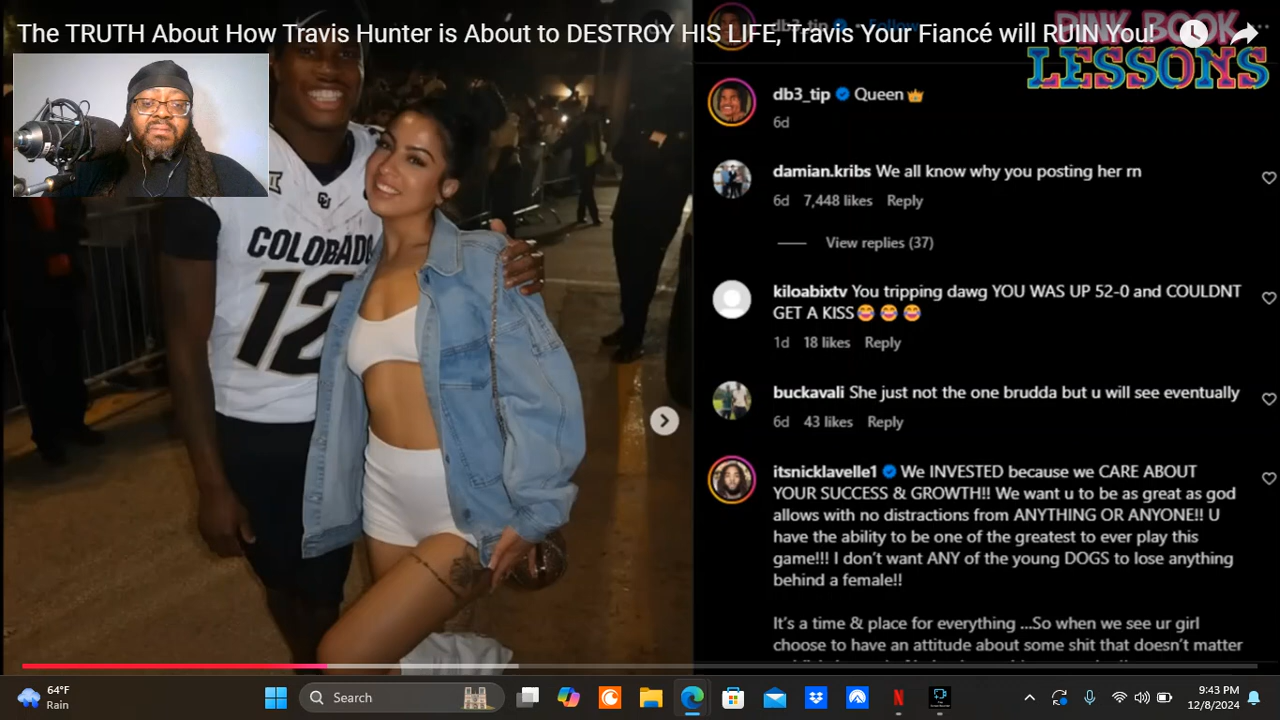 The TRUTH About How Travis Hunter is About to DESTROY HIS LIFE, Travis Your Fiancé will RUIN You!
PINK BOOK
LESSONS
db3_tip Follow
db3_tip Queen
6d
damian.kribs We all know why you posting her rn
6d 7,448 likes Reply
View replies (37)
kiloabixtv You tripping dawg YOU WAS UP 52-0 and COULDNT
GET A KISS
1d 18 likes Reply
buckavali She just not the one brudda but u will see eventually
6d 43 likes Reply
itsnicklavelle1 We INVESTED because we CARE ABOUT
YOUR SUCCESS & GROWTH!! We want u to be as great as god
allows with no distractions from ANYTHING OR ANYONE!! U
have the ability to be one of the greatest to ever play this
game!!! I don't want ANY of the young DOGS to lose anything
behind a female!!
It's a time & place for everything ...So when we see ur girl
choose to have an attitude about some shit that doesn't matter
CU
COLORADO
12
64°F
Rain
Search
9:43 PM
12/8/2024